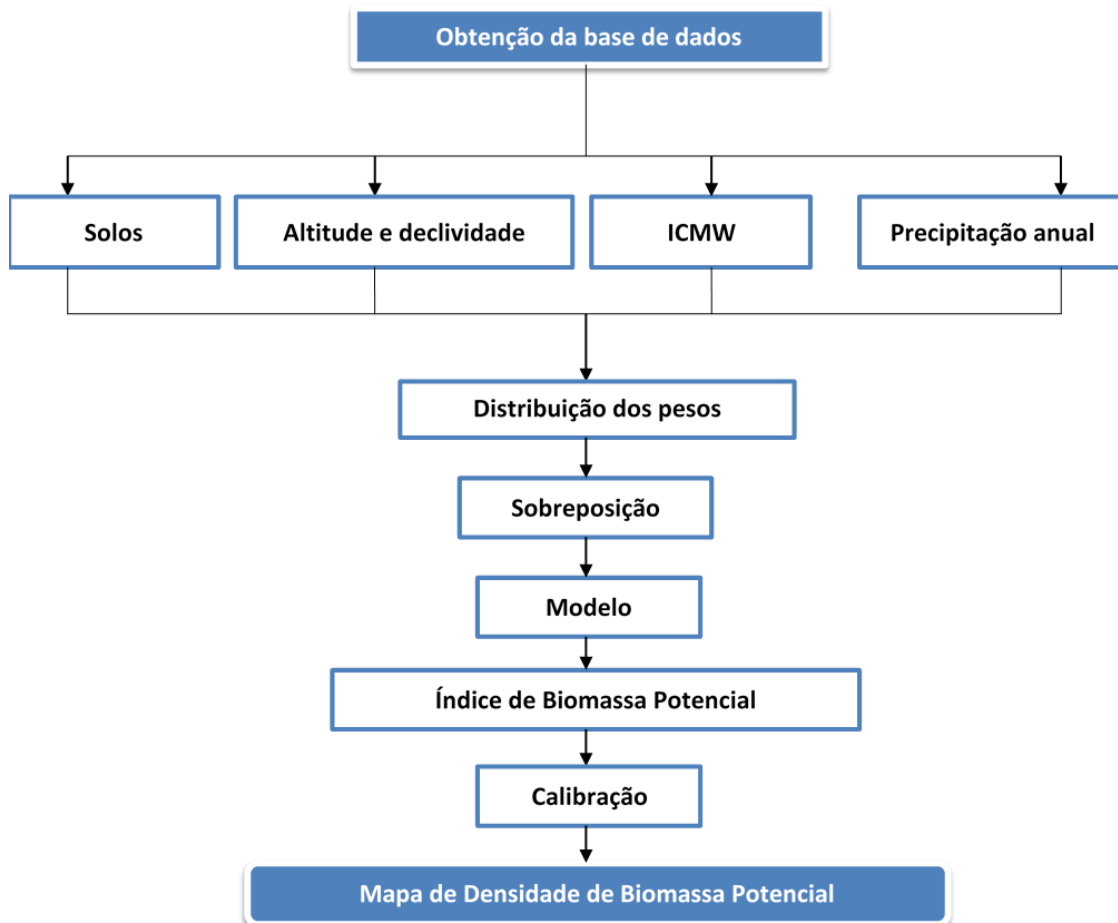 Obtenção da base de dados
Solos
Altitude e declividade
ICMW
Precipitação anual
Distribuição dos pesos
Sobreposição
Modelo
Índice de Biomassa Potencial
Calibração
Mapa de Densidade de Biomassa Potencial